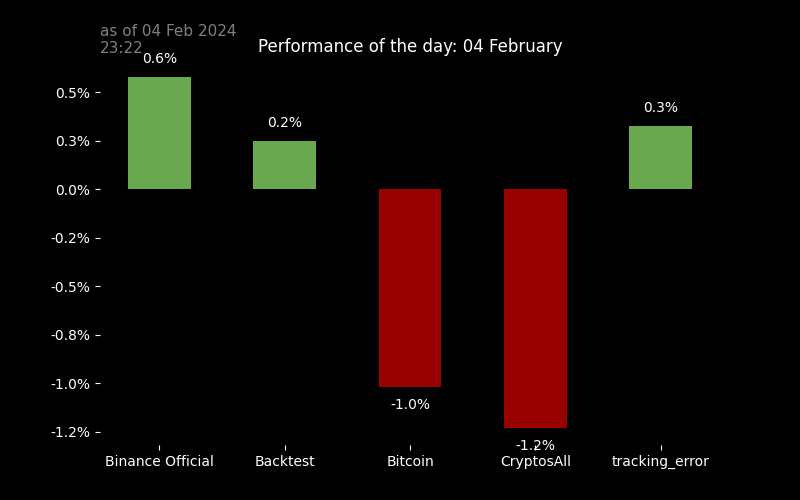 as of 04 Feb 2024
23:22
Performance of the day: 04 February
0.6%
0.2%
0.3%
-1.0%
-1.2%
0.5%
0.3%
0.0%
-0.2%
-0.5%
-0.8%
-1.0%
-1.2%
Binance Official
Backtest
Bitcoin
CryptosAll
tracking_error